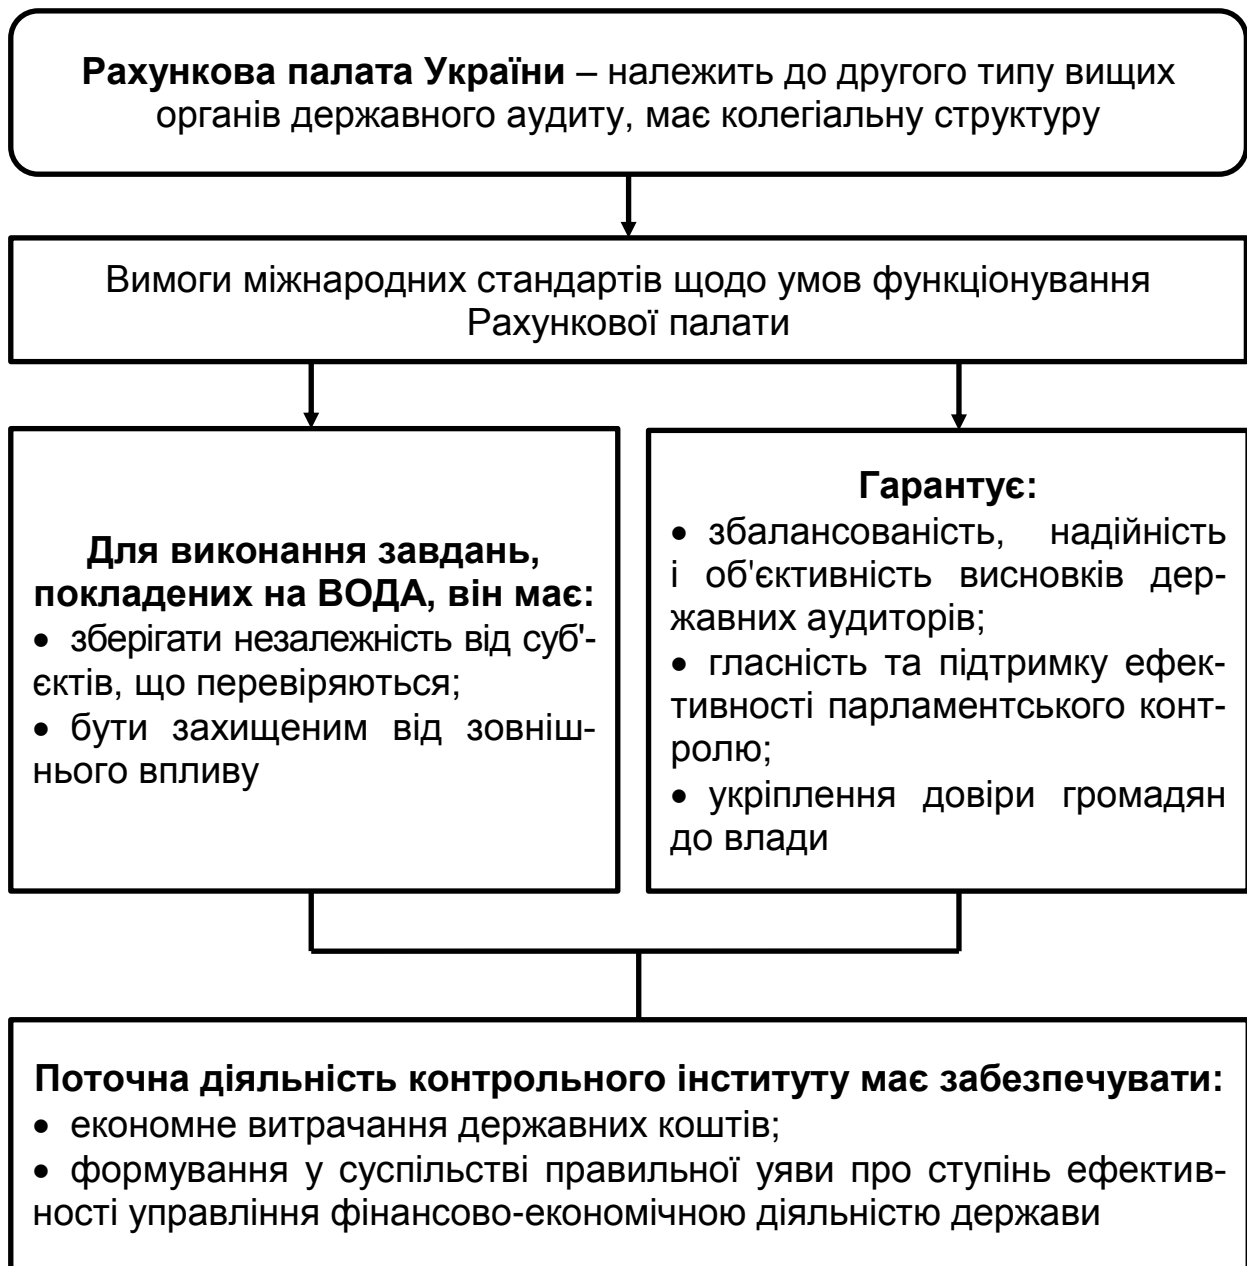 Рахункова палата України – належить до другого типу вищих
органів державного аудиту, має колегіальну структуру
Вимоги міжнародних стандартів щодо умов функціонування
Рахункової палати
Для виконання завдань,
покладених на ВОДА, він має:
• зберігати незалежність від суб'-
єктів, що перевіряються;
• бути захищеним від зовніш-
нього впливу
Гарантує:
• збалансованість, надійність
і об'єктивність висновків дер-
жавних аудиторів;
• гласність та підтримку ефек-
тивності парламентського конт-
ролю;
• укріплення довіри громадян
до влади
Поточна діяльність контрольного інституту має забезпечувати:
• економне витрачання державних коштів;
• формування у суспільстві правильної уяви про ступінь ефектив-
ності управління фінансово-економічною діяльністю держави